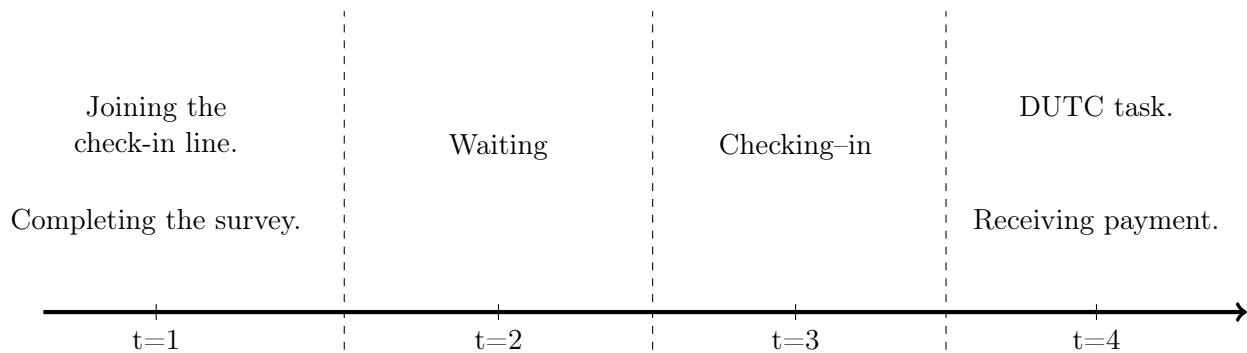 Joining the
check-in line.
Completing the survey.
Waiting
Checking–in
DUTC task.
Receiving payment.
t=1
t=2
t=3
t=4